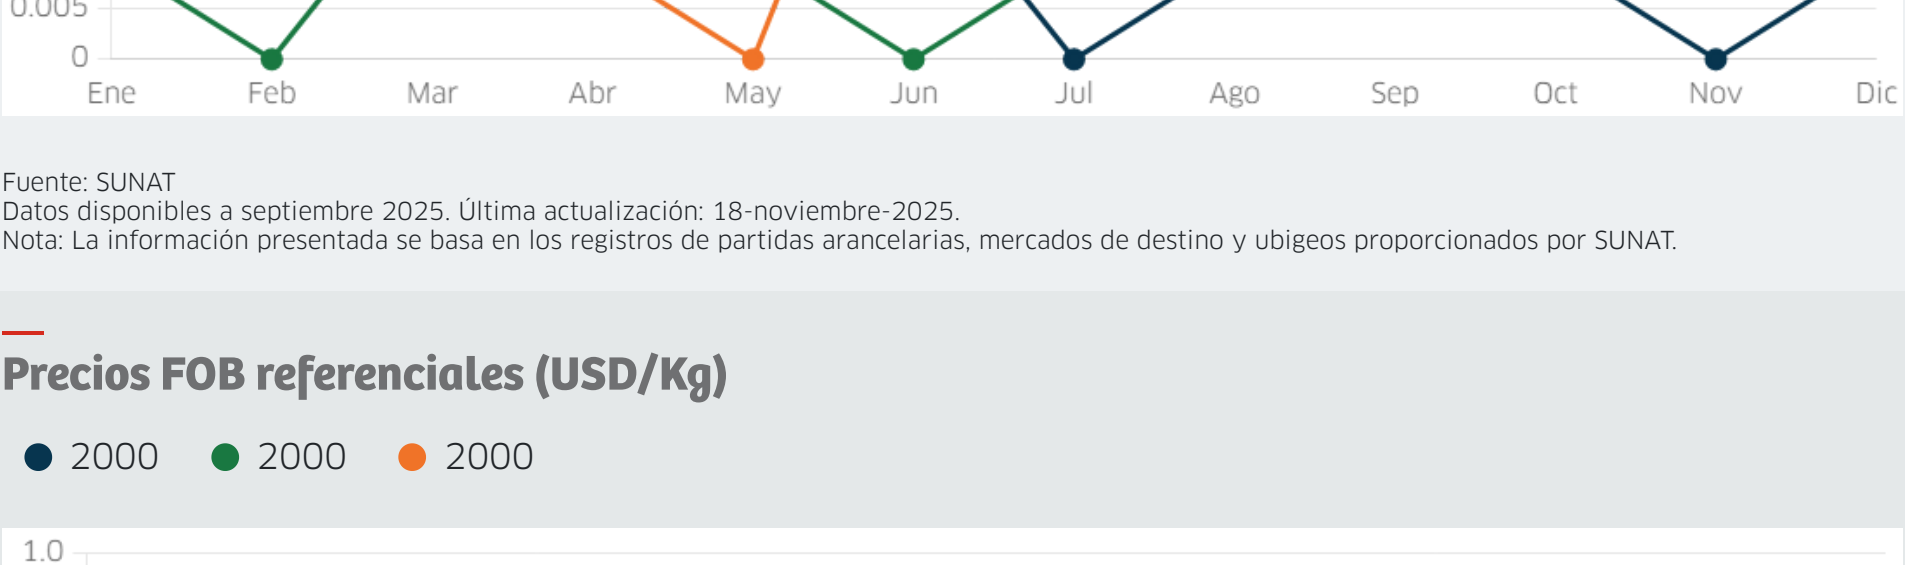 0.005
0
Ene Feb Mar Abr May Jun Jul Ago Sep Oct Nov Dic
Fuente: SUNAT
Datos disponibles a septiembre 2025. Última actualización: 18-noviembre-2025.
Nota: La información presentada se basa en los registros de partidas arancelarias, mercados de destino y ubigeos proporcionados por SUNAT.
Precios FOB referenciales (USD/Kg)
2000 2000 2000
1.0